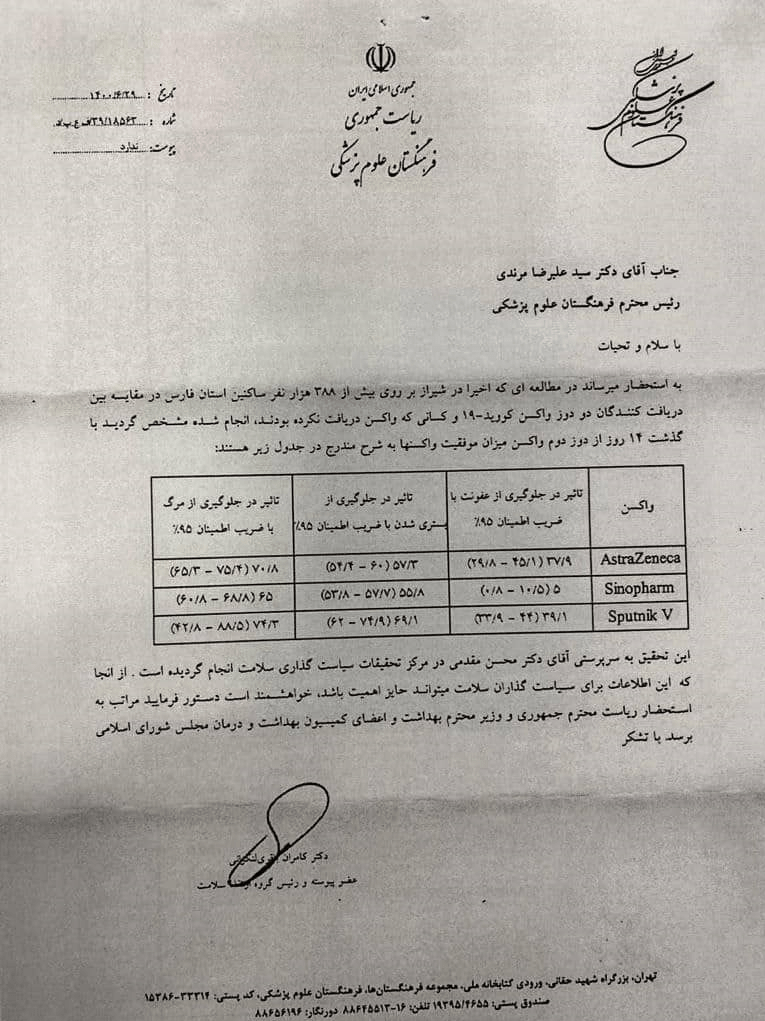 جمهوری اسلامی ایران
ریاست جمهوری
فرهنگستان علوم پزشکی
فرهنگستان علوم پزشکی
تاریخ : ۱۴۰۰/۶/۲۹
شماره : ۳۹/۱۸۵۶۳/ف ع پ/د
پیوست: ندارد
جناب آقای دکتر سید علیرضا مرندی
رئیس محترم فرهنگستان علوم پزشکی
با سلام و تحیات
به استحضار میرساند در مطالعه ای که اخیرا در شیراز بر روی بیش از ۳۸۸ هزار نفر ساکنین استان فارس در مقایسه بین
دریافت کنندگان دو دوز واکسن کووید-۱۹ و کسانی که واکسن دریافت نکرده بودند، انجام شده مشخص گردید با
گذشت ۱۴ روز از دوز دوم واکسن میزان موفقیت واکسنها به شرح مندرج در جدول زیر هستند:
واکسن | تاثیر در جلوگیری از عفونت با ضریب اطمینان ۹۵% | تاثیر در جلوگیری از بستری شدن با ضریب اطمینان ۹۵% | تاثیر در جلوگیری از مرگ با ضریب اطمینان ۹۵%
AstraZeneca | ۳۷/۹ (۲۹/۸ – ۴۵/۱) | ۵۷/۳ (۵۴/۴ – ۶۰) | ۷۰/۸ (۶۵/۳ – ۷۵/۴)
Sinopharm | ۵ (۰/۸ – ۱۰/۵) | ۵۵/۸ (۵۳/۸ – ۵۷/۷) | ۶۵ (۶۰/۸ – ۶۸/۸)
Sputnik V | ۳۹/۱ (۳۳/۹ – ۴۴) | ۶۹/۱ (۶۲ – ۷۴/۹) | ۷۴/۳ (۴۲/۸ – ۸۸/۵)
این تحقیق به سرپرستی آقای دکتر محسن مقدمی در مرکز تحقیقات سیاست گذاری سلامت انجام گردیده است . از آنجا
که این اطلاعات برای سیاست گذاران سلامت میتواند حایز اهمیت باشد، خواهشمند است دستور فرمایید مراتب به
استحضار ریاست محترم جمهوری و وزیر محترم بهداشت و اعضای کمیسیون بهداشت و درمان مجلس شورای اسلامی
برسد. با تشکر
دکتر کامران باقری لنکرانی
عضو پیوسته و رئیس گروه سلامت
تهران، بزرگراه شهید حقانی، ورودی کتابخانه ملی، مجموعه فرهنگستان‌ها، فرهنگستان علوم پزشکی، کد پستی: ۳۳۳۱۴-۱۵۳۸۶
صندوق پستی: ۱۹۳۹۵/۴۶۵۵ تلفن: ۱۶-۸۸۶۴۵۵۱۳ دورنگار: ۸۸۶۵۶۱۹۶